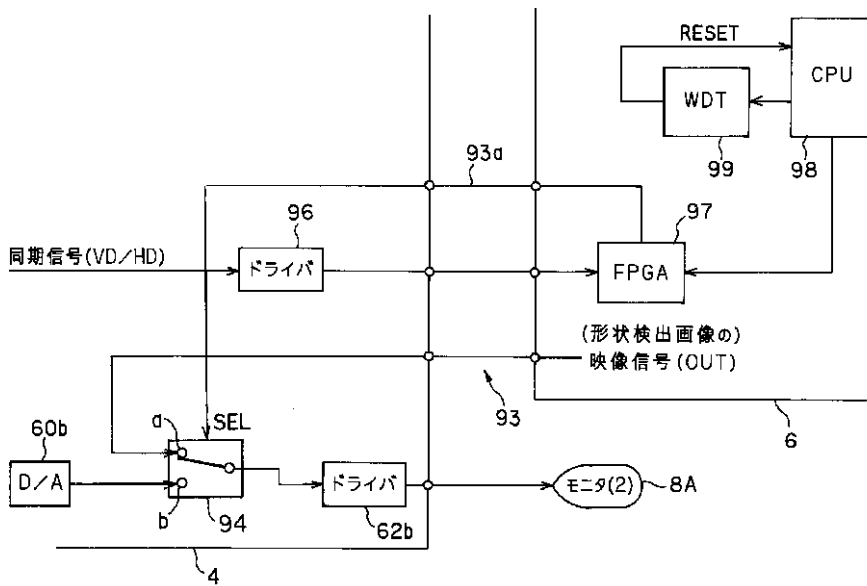 RESET
CPU
WDT
99
98
93a
96
97
同期信号(VD/HD)
ドライバ
FPGA
(形状検出画像の)
映像信号(OUT)
93
6
a
SEL
60b
D/A
b
94
ドライバ
62b
モニタ(2)
8A
4